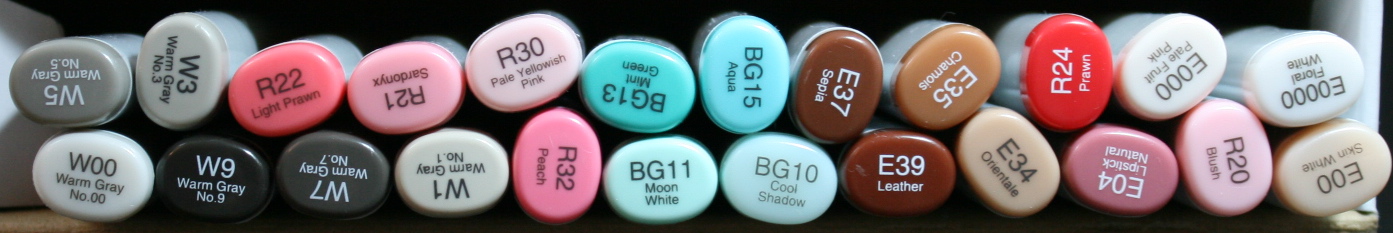 W5
Warm Gray
No.5
W3
Warm Gray
No.3
R22
Light Prawn
R21
Sardonyx
R30
Pale Yellowish
Pink
BG13
Mint
Green
BG15
Aqua
E37
Sepia
E35
Chamois
R24
Prawn
E000
Pale Fruit
Pink
E0000
Floral
White
W00
Warm Gray
No.00
W9
Warm Gray
No.9
W7
Warm Gray
No.7
W1
Warm Gray
No.1
R32
Peach
BG11
Moon
White
BG10
Cool
Shadow
E39
Leather
E34
Orientale
E04
Lipstick
Natural
R20
Blush
E00
Skin White